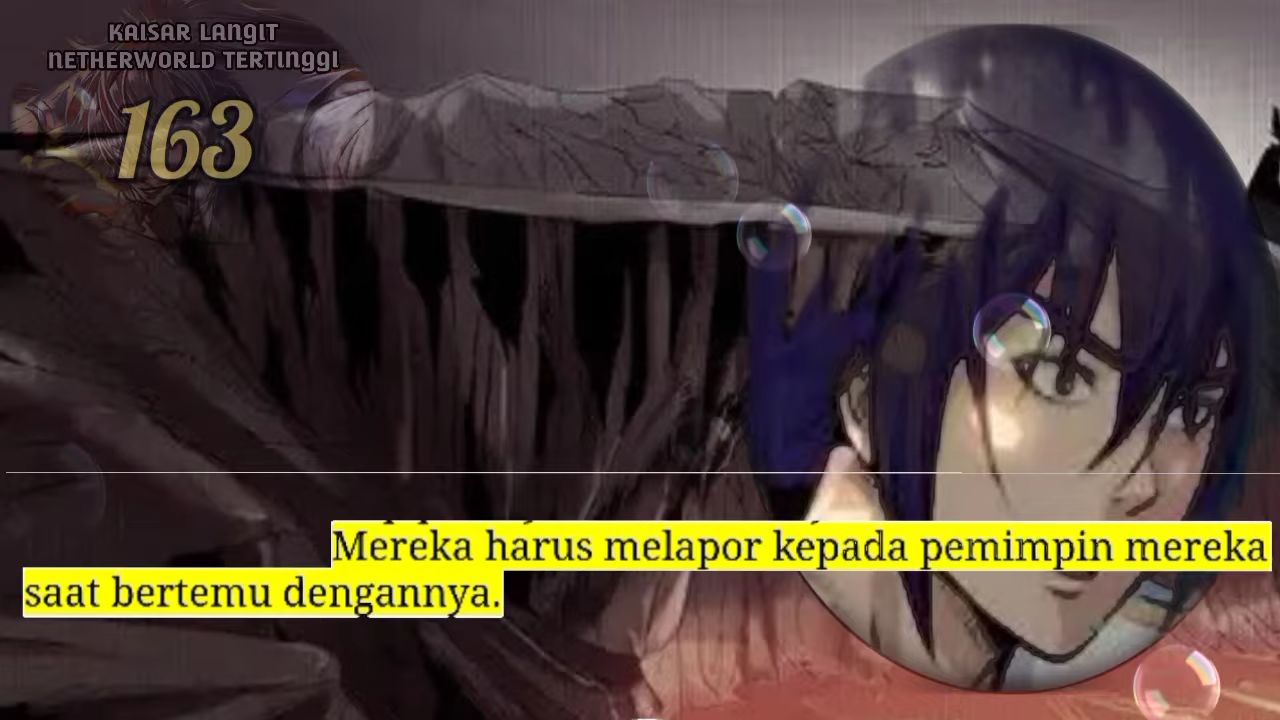 KAISAR LANGIT
NETHERWORLD TERTINGGI
163
Mereka harus melapor kepada pemimpin mereka
saat bertemu dengannya.